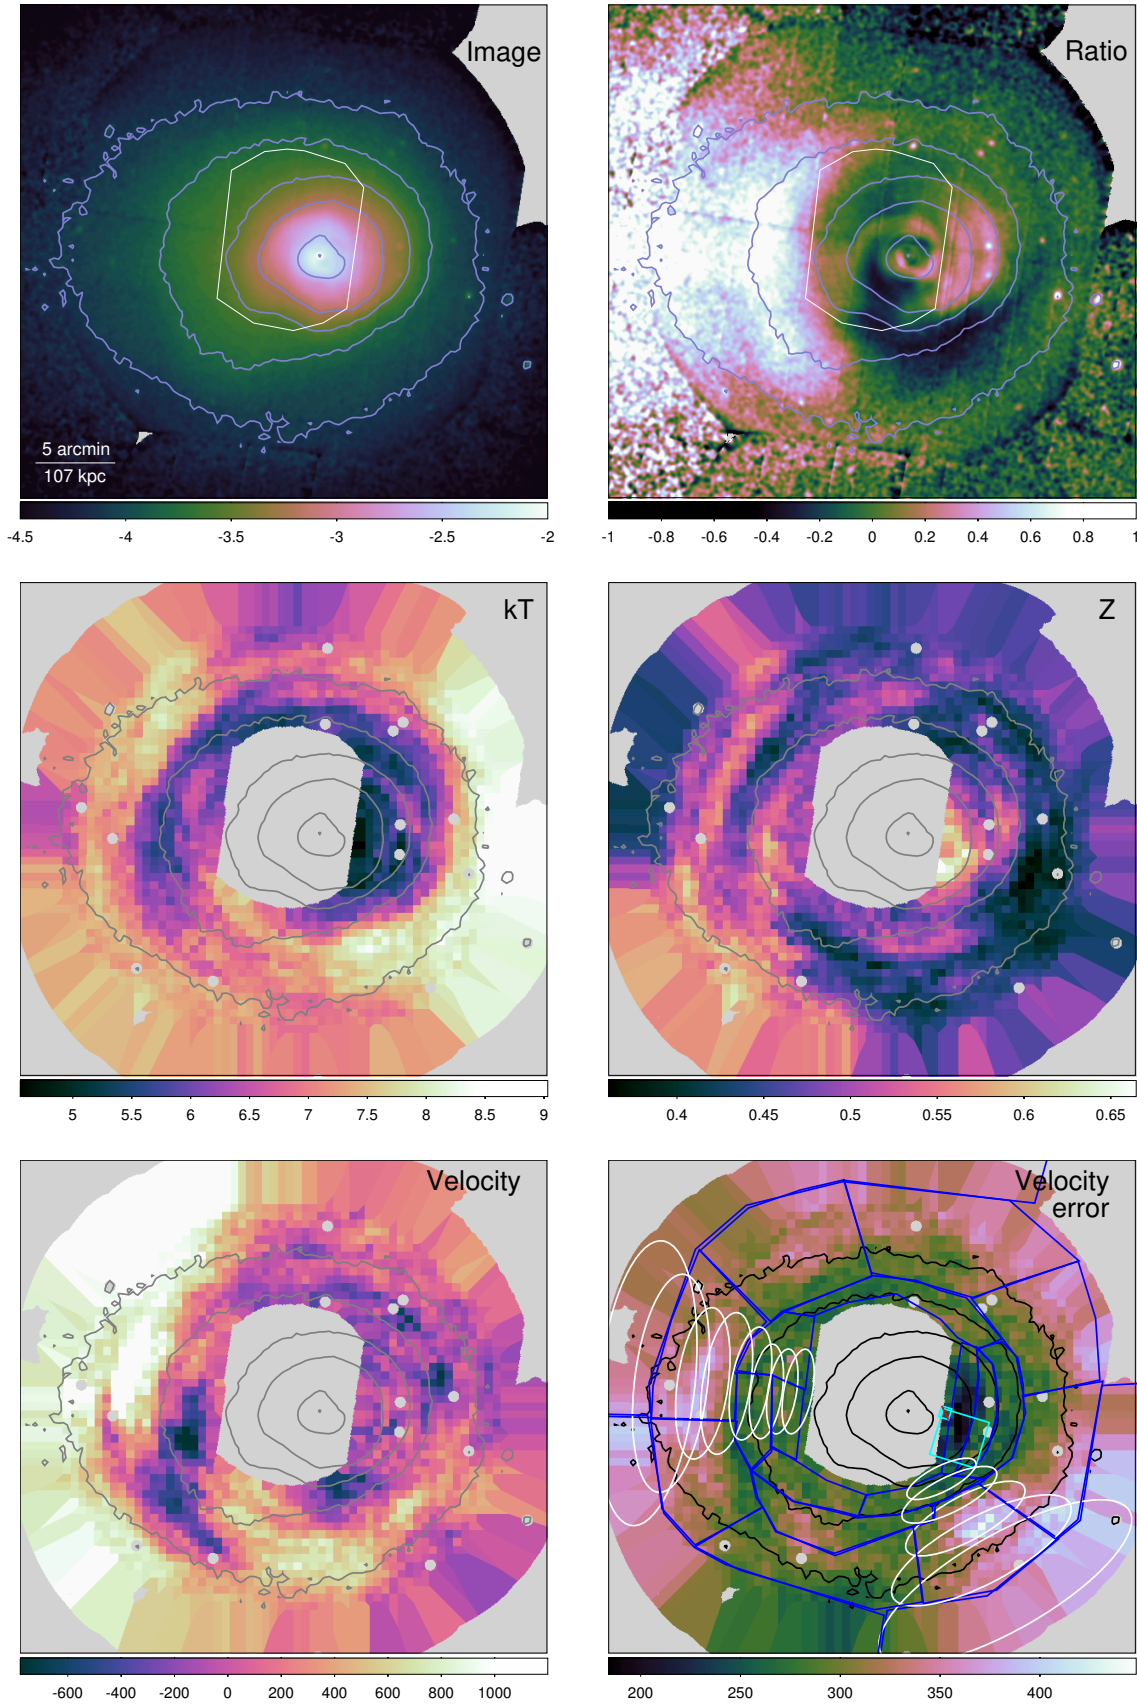 Image
5 arcmin
107 kpc
-4.5 -4 -3.5 -3 -2.5 -2
Ratio
-1 -0.8 -0.6 -0.4 -0.2 0 0.2 0.4 0.6 0.8 1
kT
5 5.5 6 6.5 7 7.5 8 8.5 9
Z
0.4 0.45 0.5 0.55 0.6 0.65
Velocity
-600 -400 -200 0 200 400 600 800 1000
Velocity
error
200 250 300 350 400